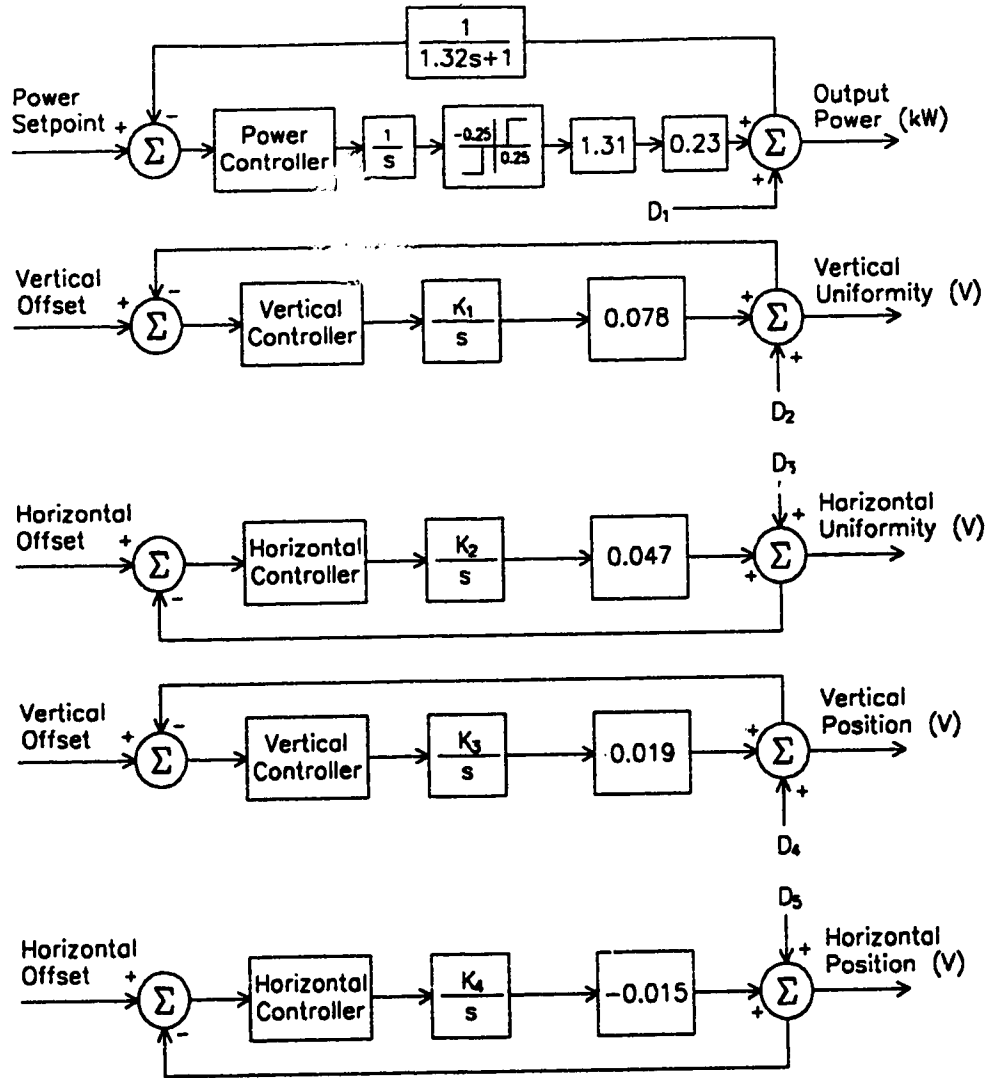 1
1.32s+1
Power
Setpoint
+
-
Σ
Power
Controller
1
s
-0.25
0.25
1.31
0.23
+
Σ
+
Output
Power (kW)
D₁
Vertical
Offset
+
-
Σ
Vertical
Controller
K₁
s
0.078
+
Σ
+
Vertical
Uniformity (V)
D₂
D₃
Horizontal
Offset
+
-
Σ
Horizontal
Controller
K₂
s
0.047
+
Σ
+
Horizontal
Uniformity (V)
Vertical
Offset
+
-
Σ
Vertical
Controller
K₃
s
0.019
+
Σ
+
Vertical
Position (V)
D₄
D₅
Horizontal
Offset
+
-
Σ
Horizontal
Controller
K₄
s
-0.015
+
Σ
+
Horizontal
Position (V)